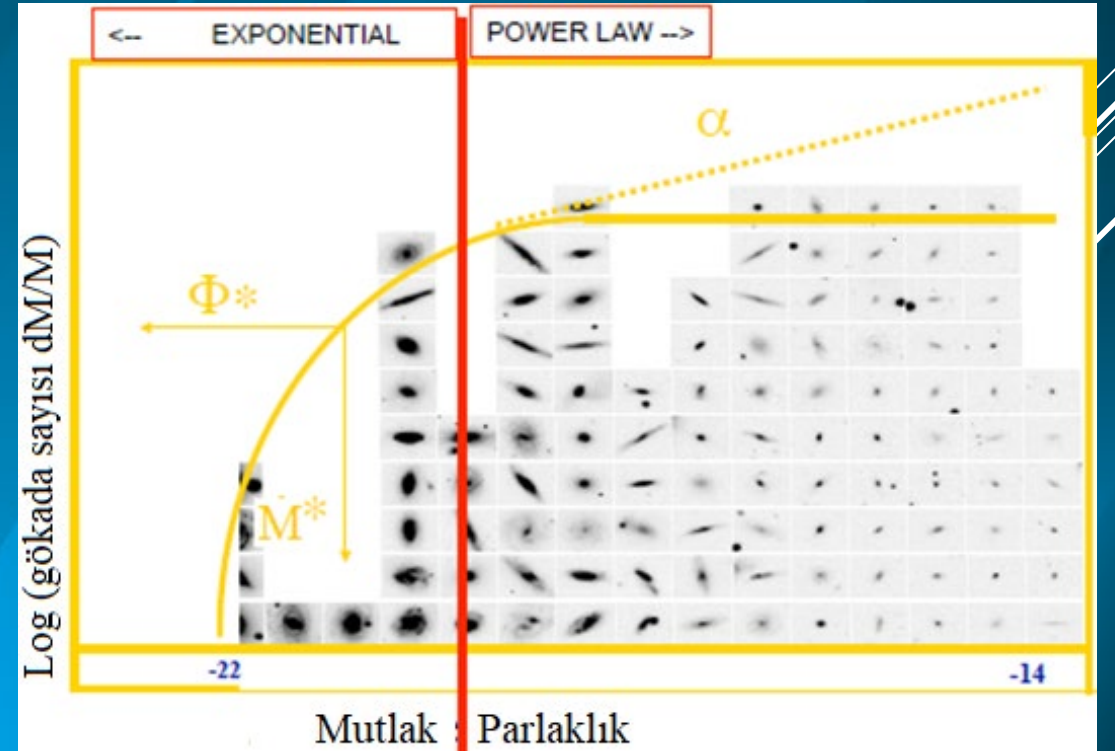 <-- EXPONENTIAL
POWER LAW -->
α
Φ*
M*
Log (gökada sayısı dM/M)
-22
-14
Mutlak : Parlaklık